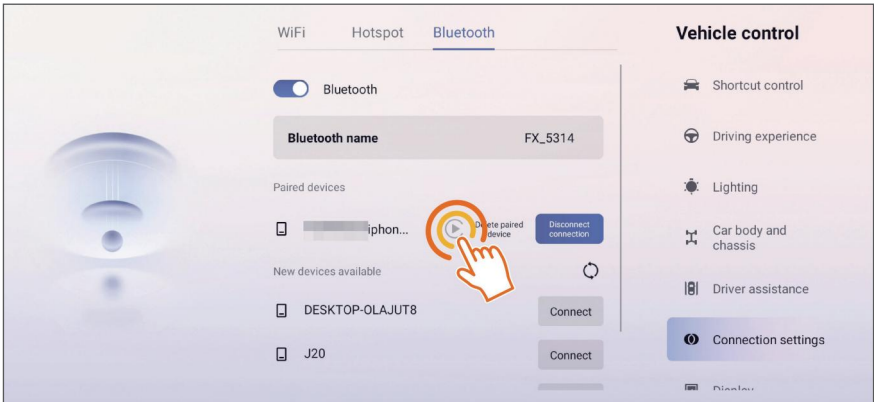 WiFi Hotspot Bluetooth
Bluetooth
Bluetooth name FX_5314
Paired devices
iphon...
paired
device
Disconnect
connection
New devices available
DESKTOP-OLAJUT8 Connect
J20 Connect
Vehicle control
Shortcut control
Driving experience
Lighting
Car body and
chassis
Driver assistance
Connection settings